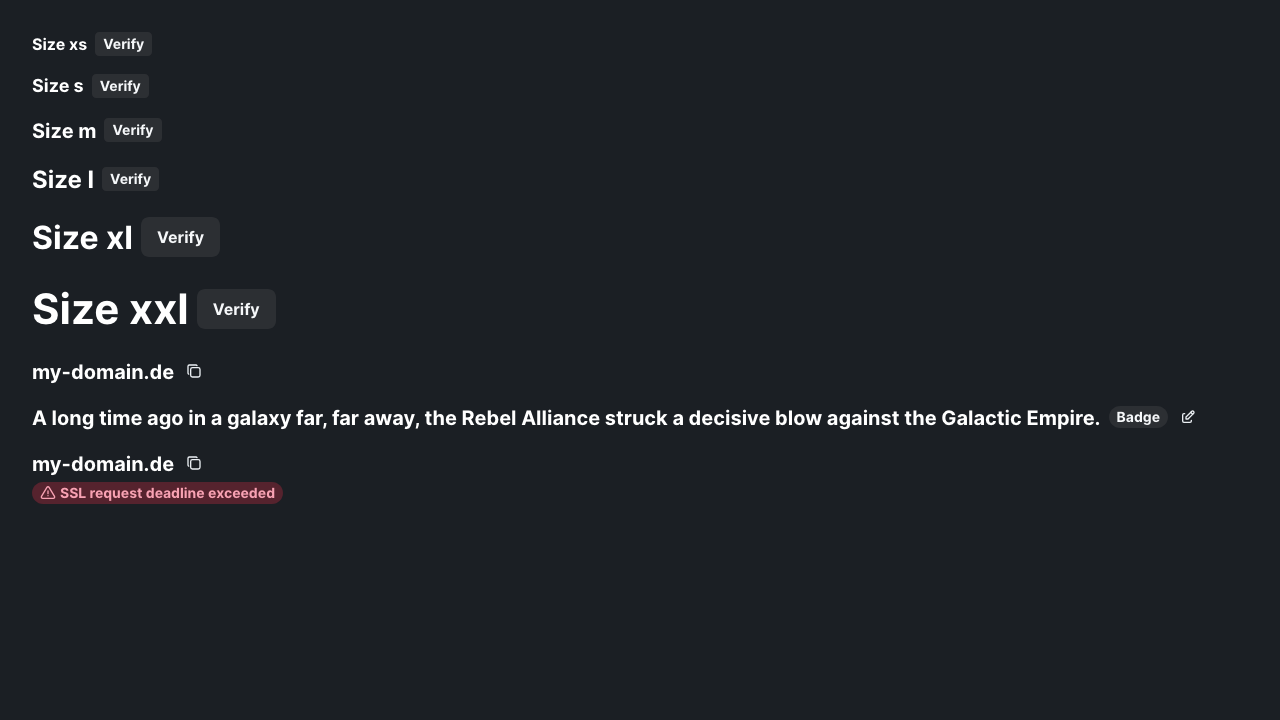 Size xs Verify
Size s Verify
Size m Verify
Size l Verify
Size xl Verify
Size xxl Verify
my-domain.de
A long time ago in a galaxy far, far away, the Rebel Alliance struck a decisive blow against the Galactic Empire. Badge
my-domain.de
SSL request deadline exceeded